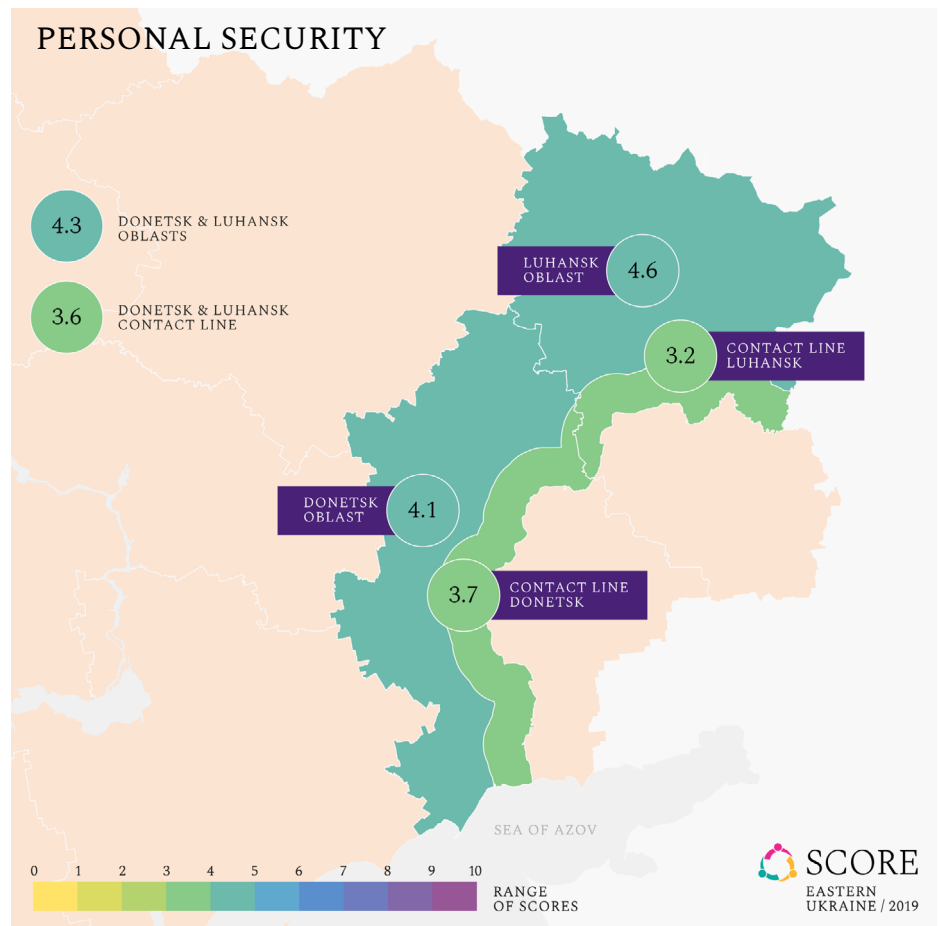 PERSONAL SECURITY
4.3
DONETSK & LUHANSK
OBLASTS
3.6
DONETSK & LUHANSK
CONTACT LINE
LUHANSK
OBLAST
4.6
3.2
CONTACT LINE
LUHANSK
DONETSK
OBLAST
4.1
3.7
CONTACT LINE
DONETSK
SEA OF AZOV
0 1 2 3 4 5 6 7 8 9 10
RANGE
OF SCORES
SCORE
EASTERN
UKRAINE / 2019